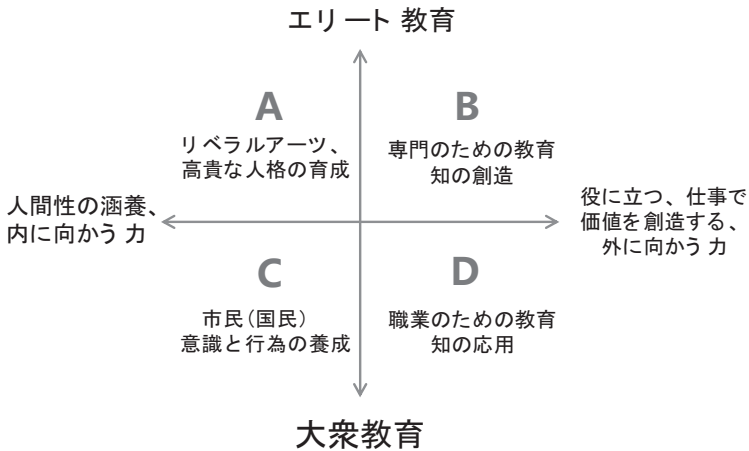 エリート教育
A
リベラルアーツ、
高貴な人格の育成
B
専門のための教育
知の創造
人間性の涵養、
内に向かう力
役に立つ、仕事で
価値を創造する、
外に向かう力
C
市民(国民)
意識と行為の養成
D
職業のための教育
知の応用
大衆教育